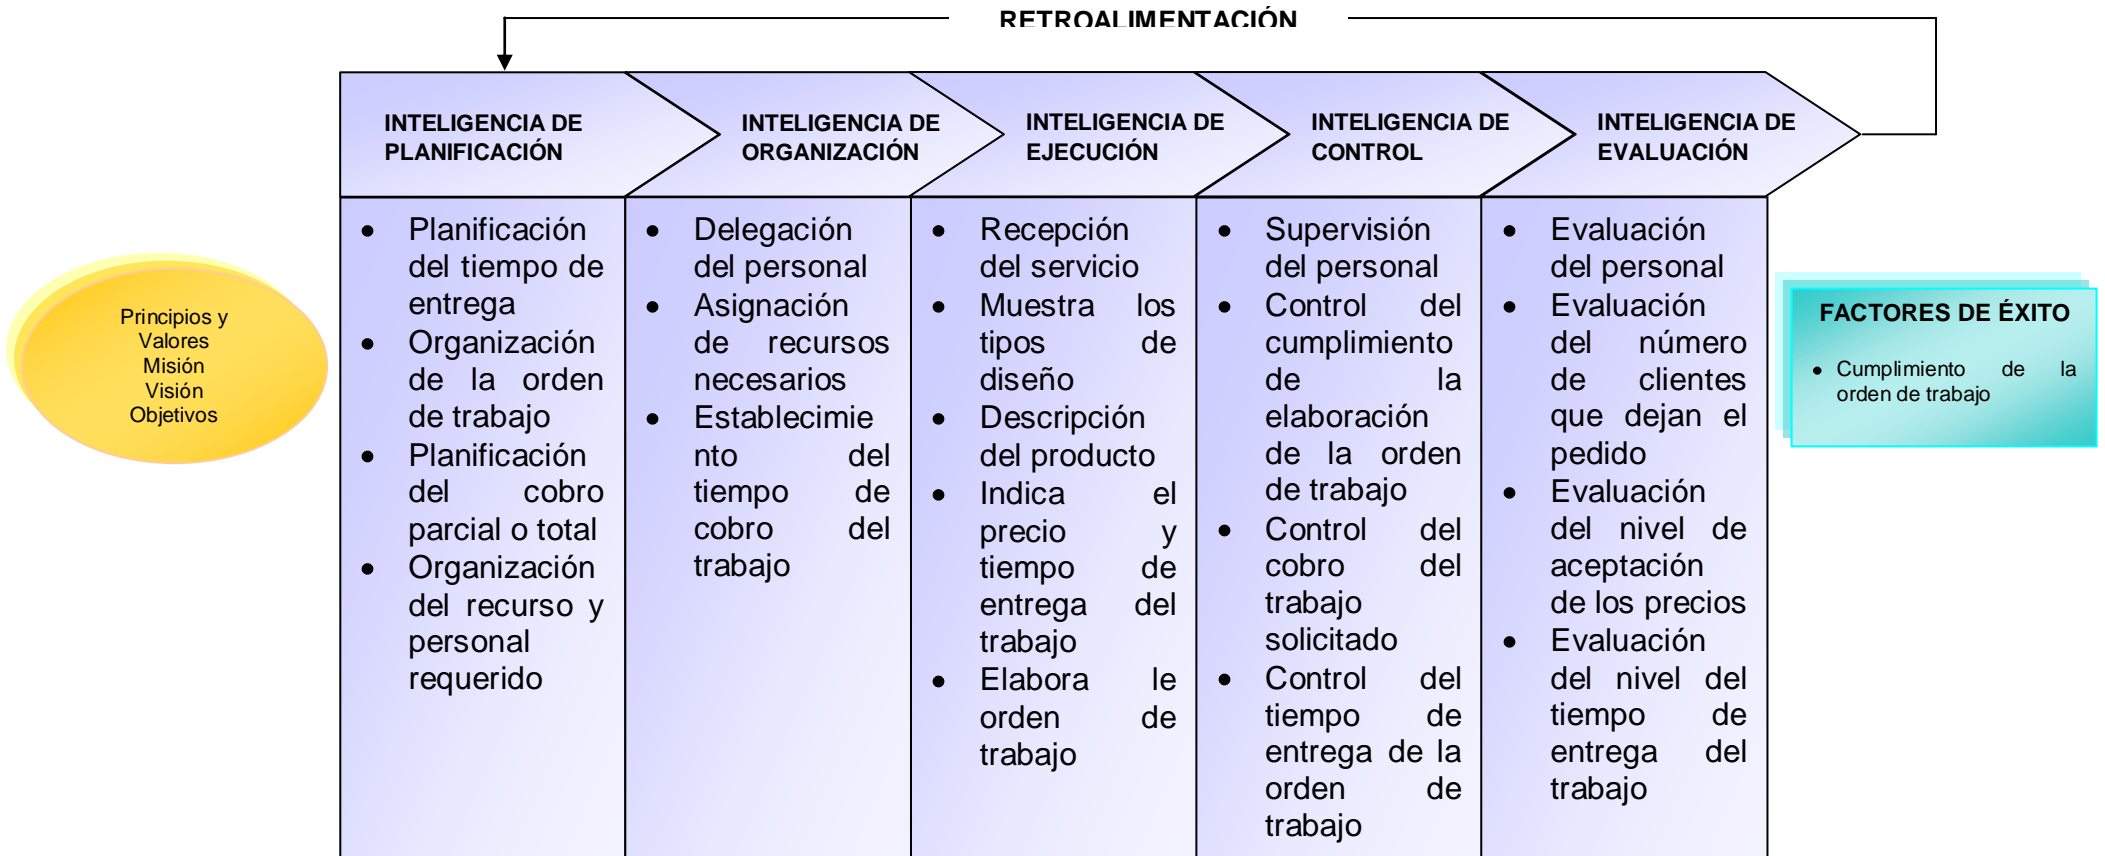 RETROALIMENTACIÓN
INTELIGENCIA DE
PLANIFICACIÓN
INTELIGENCIA DE
ORGANIZACIÓN
INTELIGENCIA DE
EJECUCIÓN
INTELIGENCIA DE
CONTROL
INTELIGENCIA DE
EVALUACIÓN
Principios y
Valores
Misión
Visión
Objetivos
• Planificación
del tiempo de
entrega
• Organización
de la orden
de trabajo
• Planificación
del cobro
parcial o total
• Organización
del recurso y
personal
requerido
• Delegación
del personal
• Asignación
de recursos
necesarios
• Establecimie
nto del
tiempo de
cobro del
trabajo
• Recepción
del servicio
• Muestra los
tipos de
diseño
• Descripción
del producto
• Indica el
precio y
tiempo de
entrega del
trabajo
• Elabora le
orden de
trabajo
• Supervisión
del personal
• Control del
cumplimiento
de la
elaboración
de la orden
de trabajo
• Control del
cobro del
trabajo
solicitado
• Control del
tiempo de
entrega de la
orden de
trabajo
• Evaluación
del personal
• Evaluación
del número
de clientes
que dejan el
pedido
• Evaluación
del nivel de
aceptación
de los precios
• Evaluación
del nivel del
tiempo de
entrega del
trabajo
FACTORES DE ÉXITO
• Cumplimiento de la
orden de trabajo